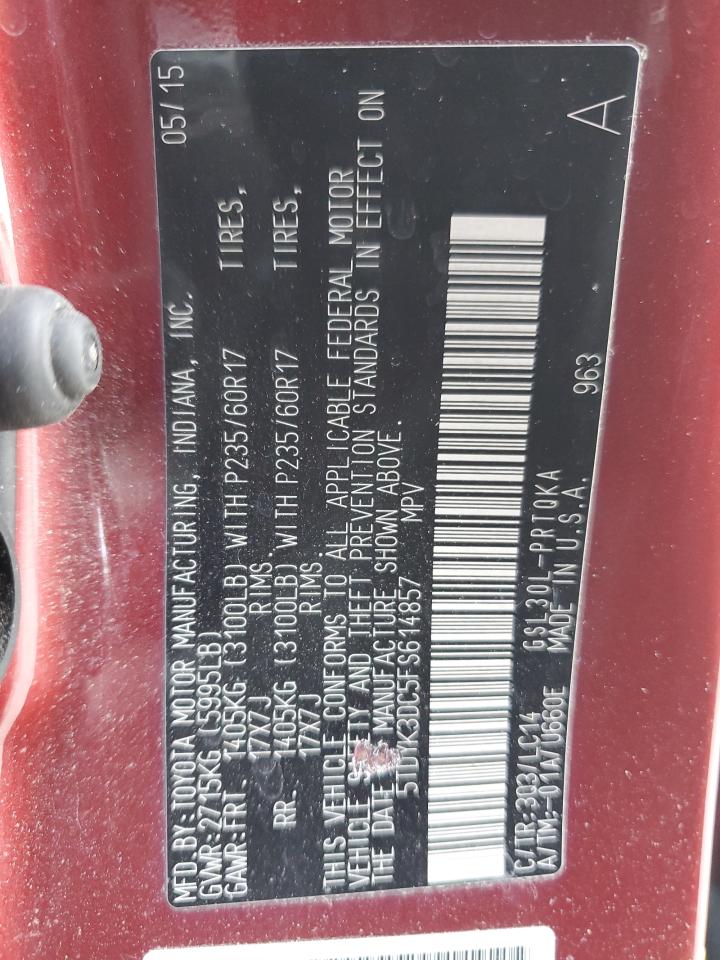 MFD.BY:TOYOTA MOTOR MANUFACTURING, INDIANA, INC. 05/15
GVWR:2715KG (5995LB)
GAWR:FRT. 1405KG (3100LB) WITH P235/60R17 TIRES,
17X7J RIMS.
RR. 1405KG (3100LB) WITH P235/60R17 TIRES,
17X7J RIMS.
THIS VEHICLE CONFORMS TO ALL APPLICABLE FEDERAL MOTOR
VEHICLE SAFETY AND THEFT PREVENTION STANDARDS IN EFFECT ON
THE DATE MANUFACTURE SHOWN ABOVE.
5TDYK3DC5FS614857 MPV
C/TR:3Q3/LC14 GSL30L-PRTQKA
A/TM:-01A/U660E MADE IN U.S.A. 963 A